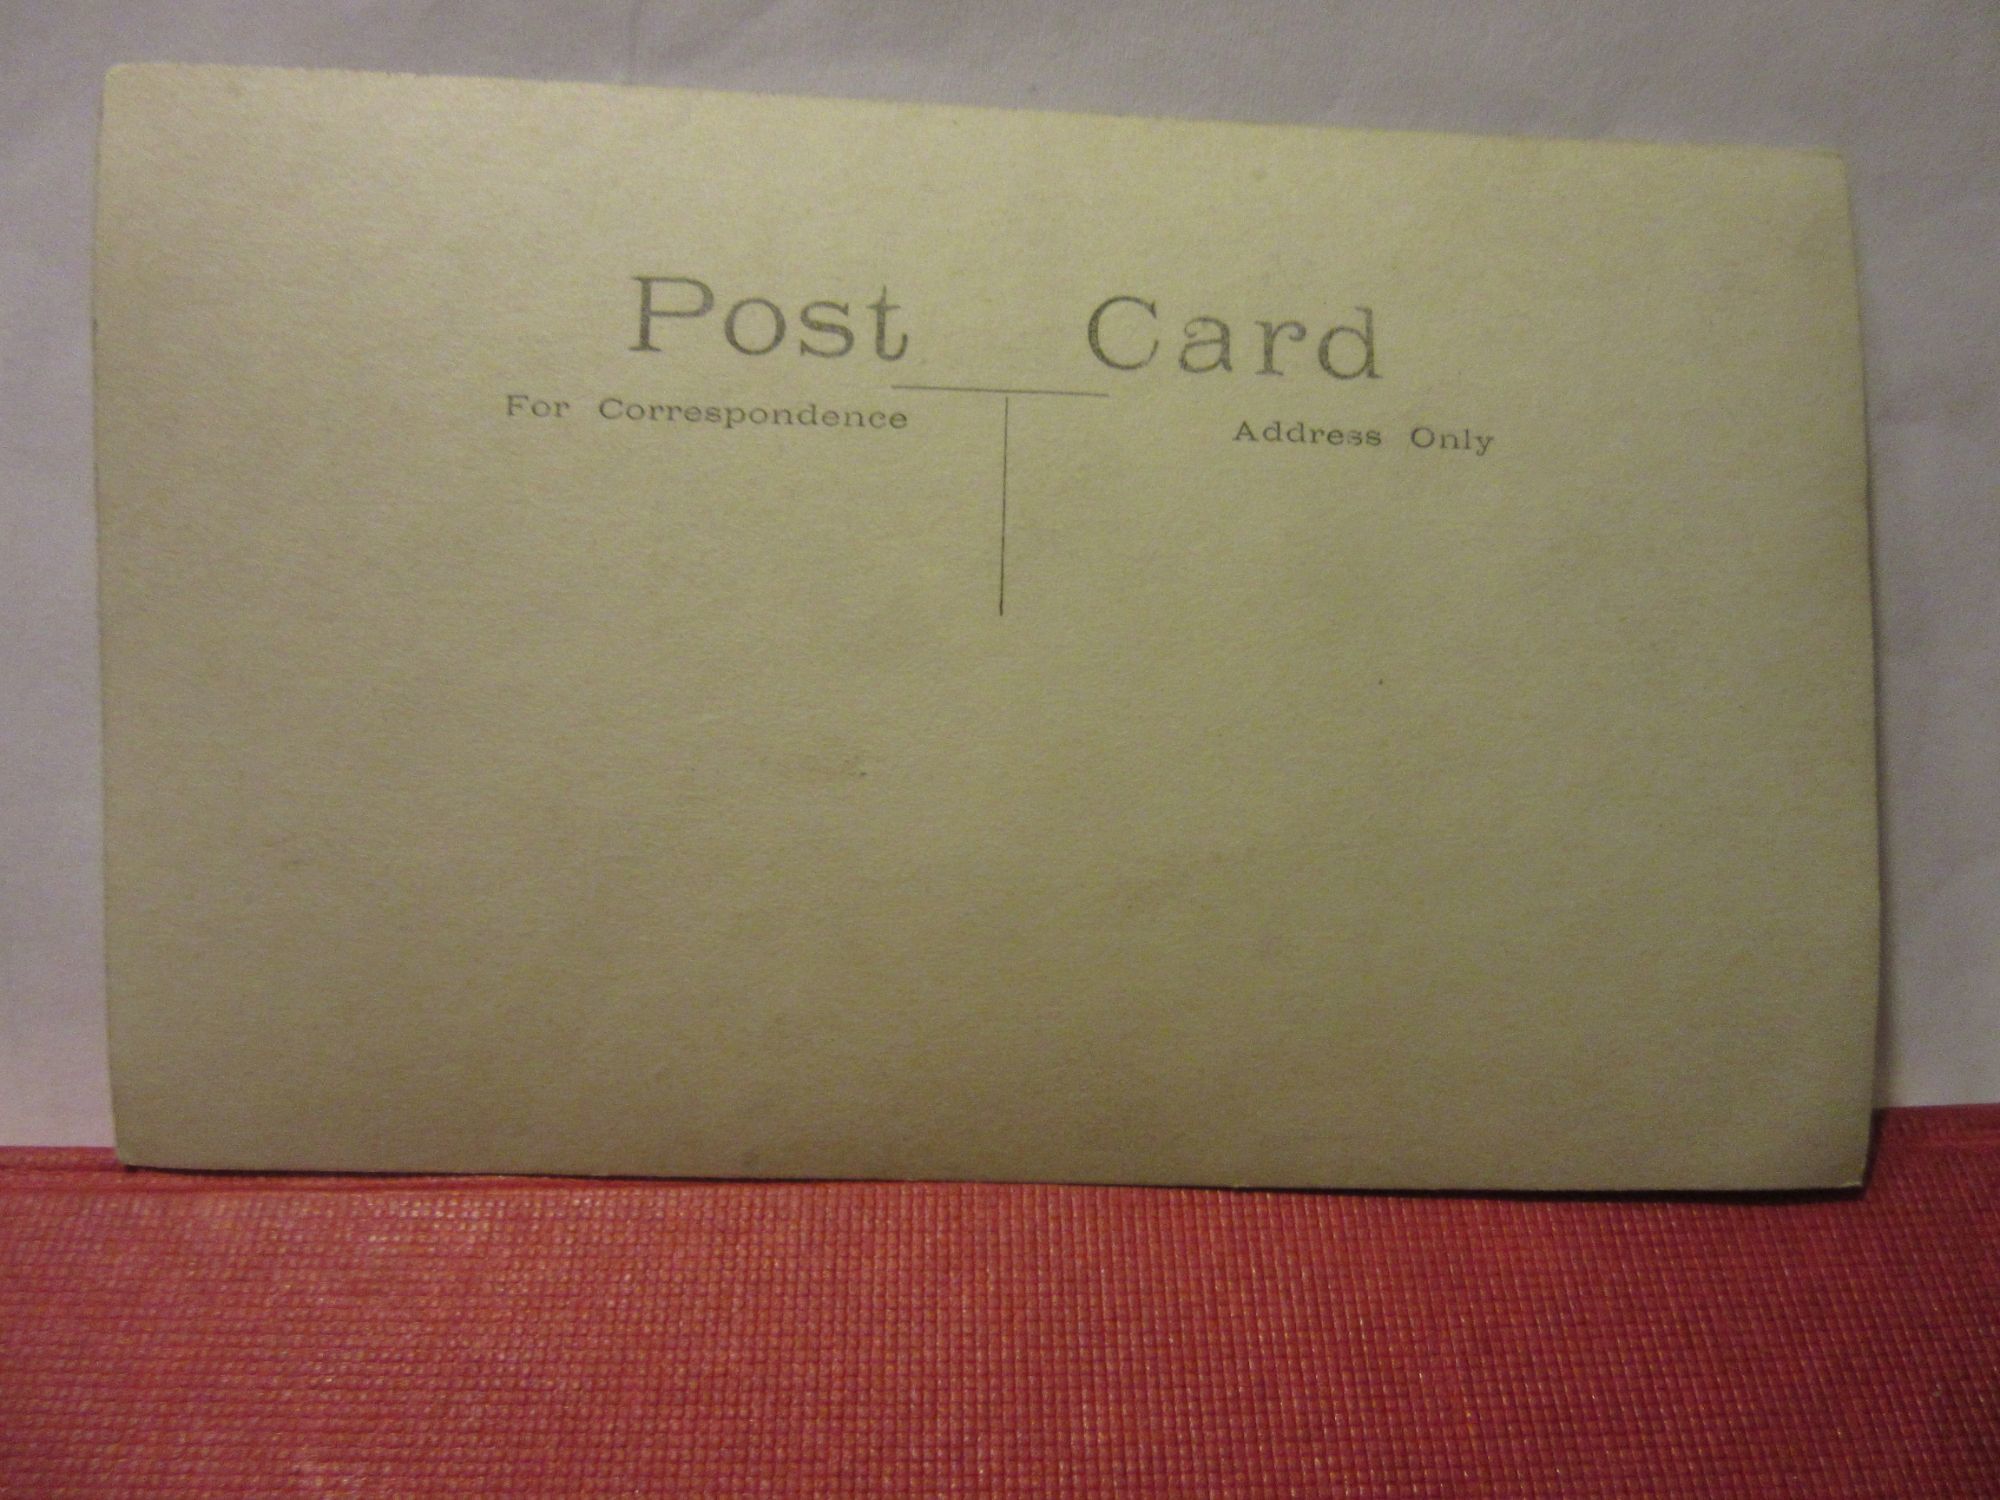 Post Card
For Correspondence
Address Only